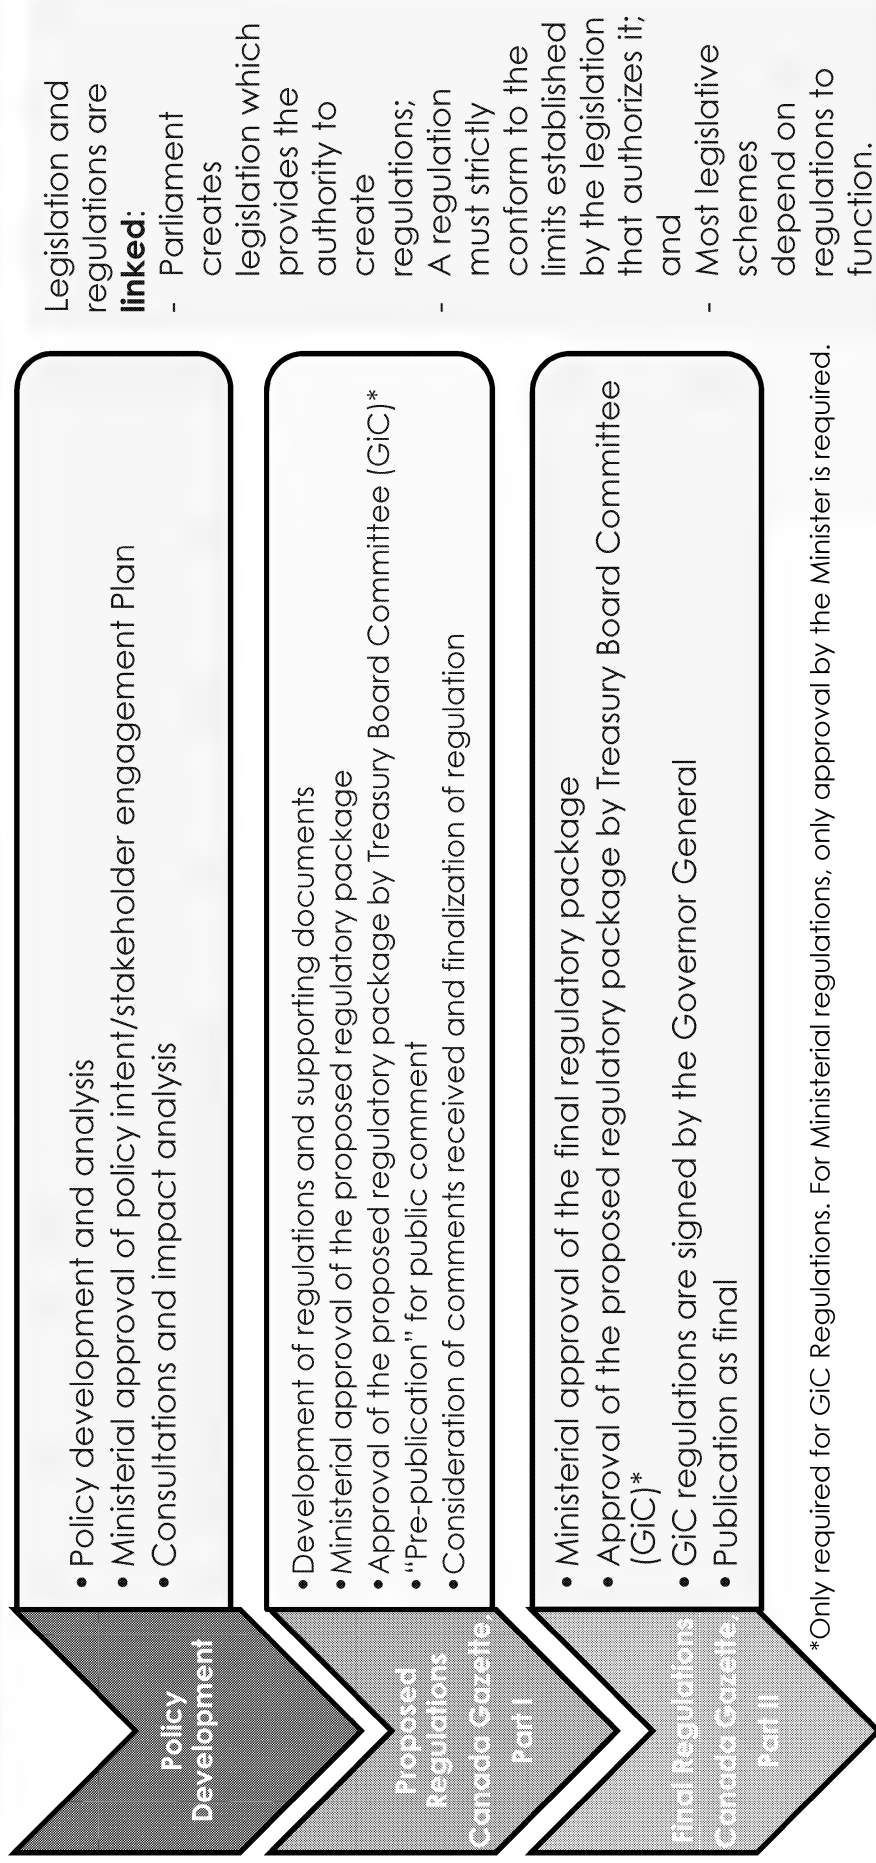 Policy
Development
• Policy development and analysis
• Ministerial approval of policy intent/stakeholder engagement Plan
• Consultations and impact analysis
Proposed
Regulations
Canada Gazette,
Part I
• Development of regulations and supporting documents
• Ministerial approval of the proposed regulatory package
• Approval of the proposed regulatory package by Treasury Board Committee (GiC)*
• “Pre-publication” for public comment
• Consideration of comments received and finalization of regulation
Final Regulations
Canada Gazette,
Part II
• Ministerial approval of the final regulatory package
• Approval of the proposed regulatory package by Treasury Board Committee
(GiC)*
• GiC regulations are signed by the Governor General
• Publication as final
*Only required for GiC Regulations. For Ministerial regulations, only approval by the Minister is required.
Legislation and
regulations are
linked:
- Parliament
creates
legislation which
provides the
authority to
create
regulations;
- A regulation
must strictly
conform to the
limits established
by the legislation
that authorizes it;
and
- Most legislative
schemes
depend on
regulations to
function.